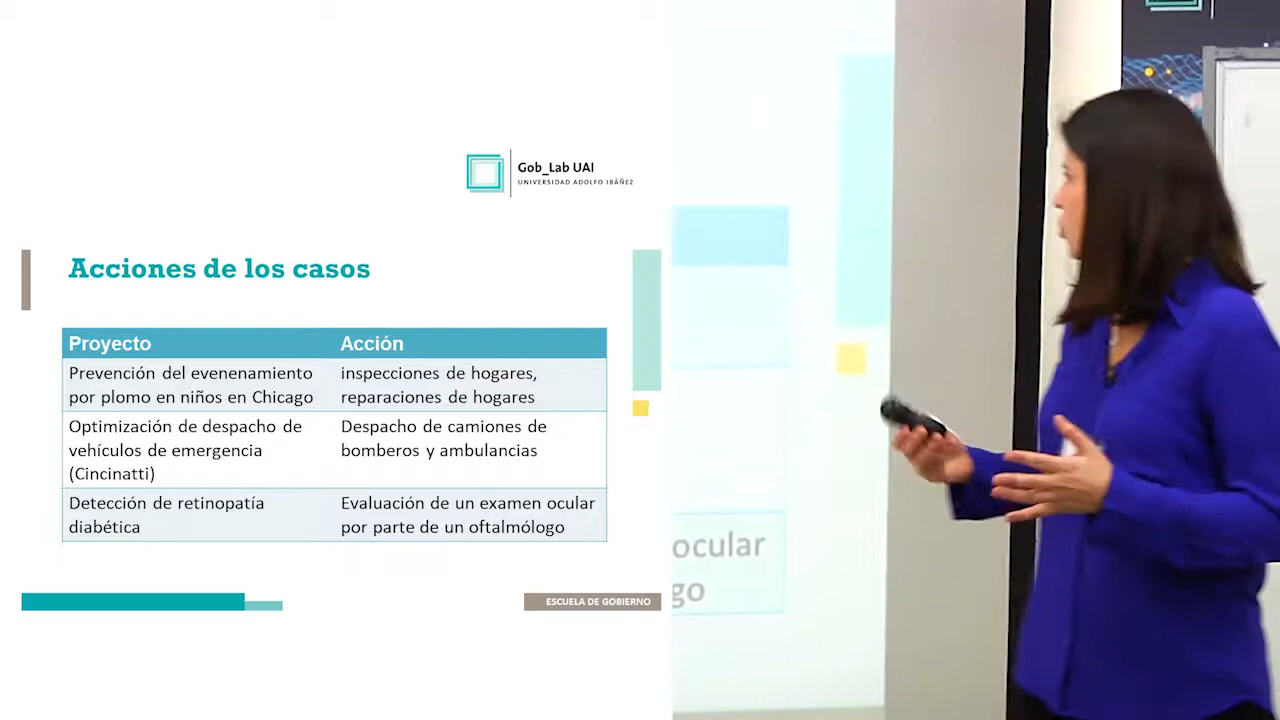 Gob_Lab UAI
UNIVERSIDAD ADOLFO IBÁÑEZ
Acciones de los casos
Proyecto Acción
Prevención del evenenamiento
por plomo en niños en Chicago
inspecciones de hogares,
reparaciones de hogares
Optimización de despacho de
vehículos de emergencia
(Cincinatti)
Despacho de camiones de
bomberos y ambulancias
Detección de retinopatía
diabética
Evaluación de un examen ocular
por parte de un oftalmólogo
ESCUELA DE GOBIERNO
ocular
go